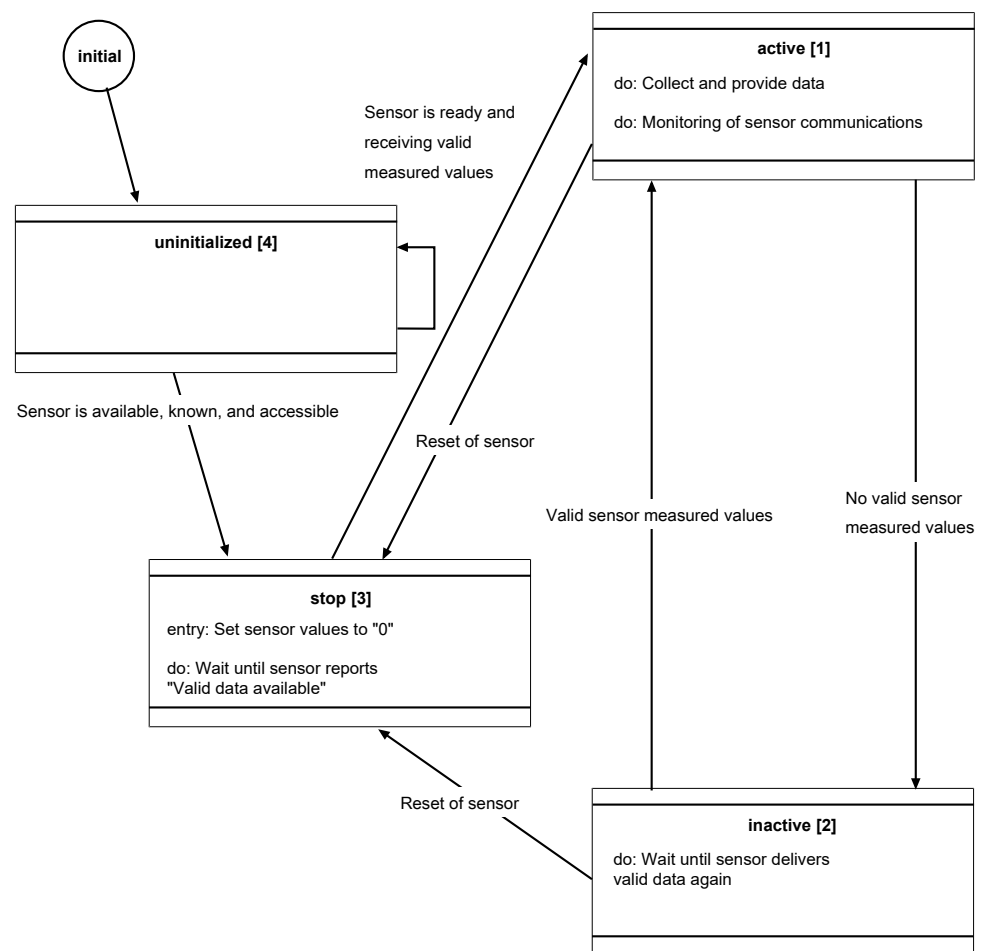 initial
active [1]
do: Collect and provide data
do: Monitoring of sensor communications
Sensor is ready and
receiving valid
measured values
uninitialized [4]
Sensor is available, known, and accessible
Reset of sensor
Valid sensor measured values
No valid sensor
measured values
stop [3]
entry: Set sensor values to "0"
do: Wait until sensor reports
"Valid data available"
Reset of sensor
inactive [2]
do: Wait until sensor delivers
valid data again